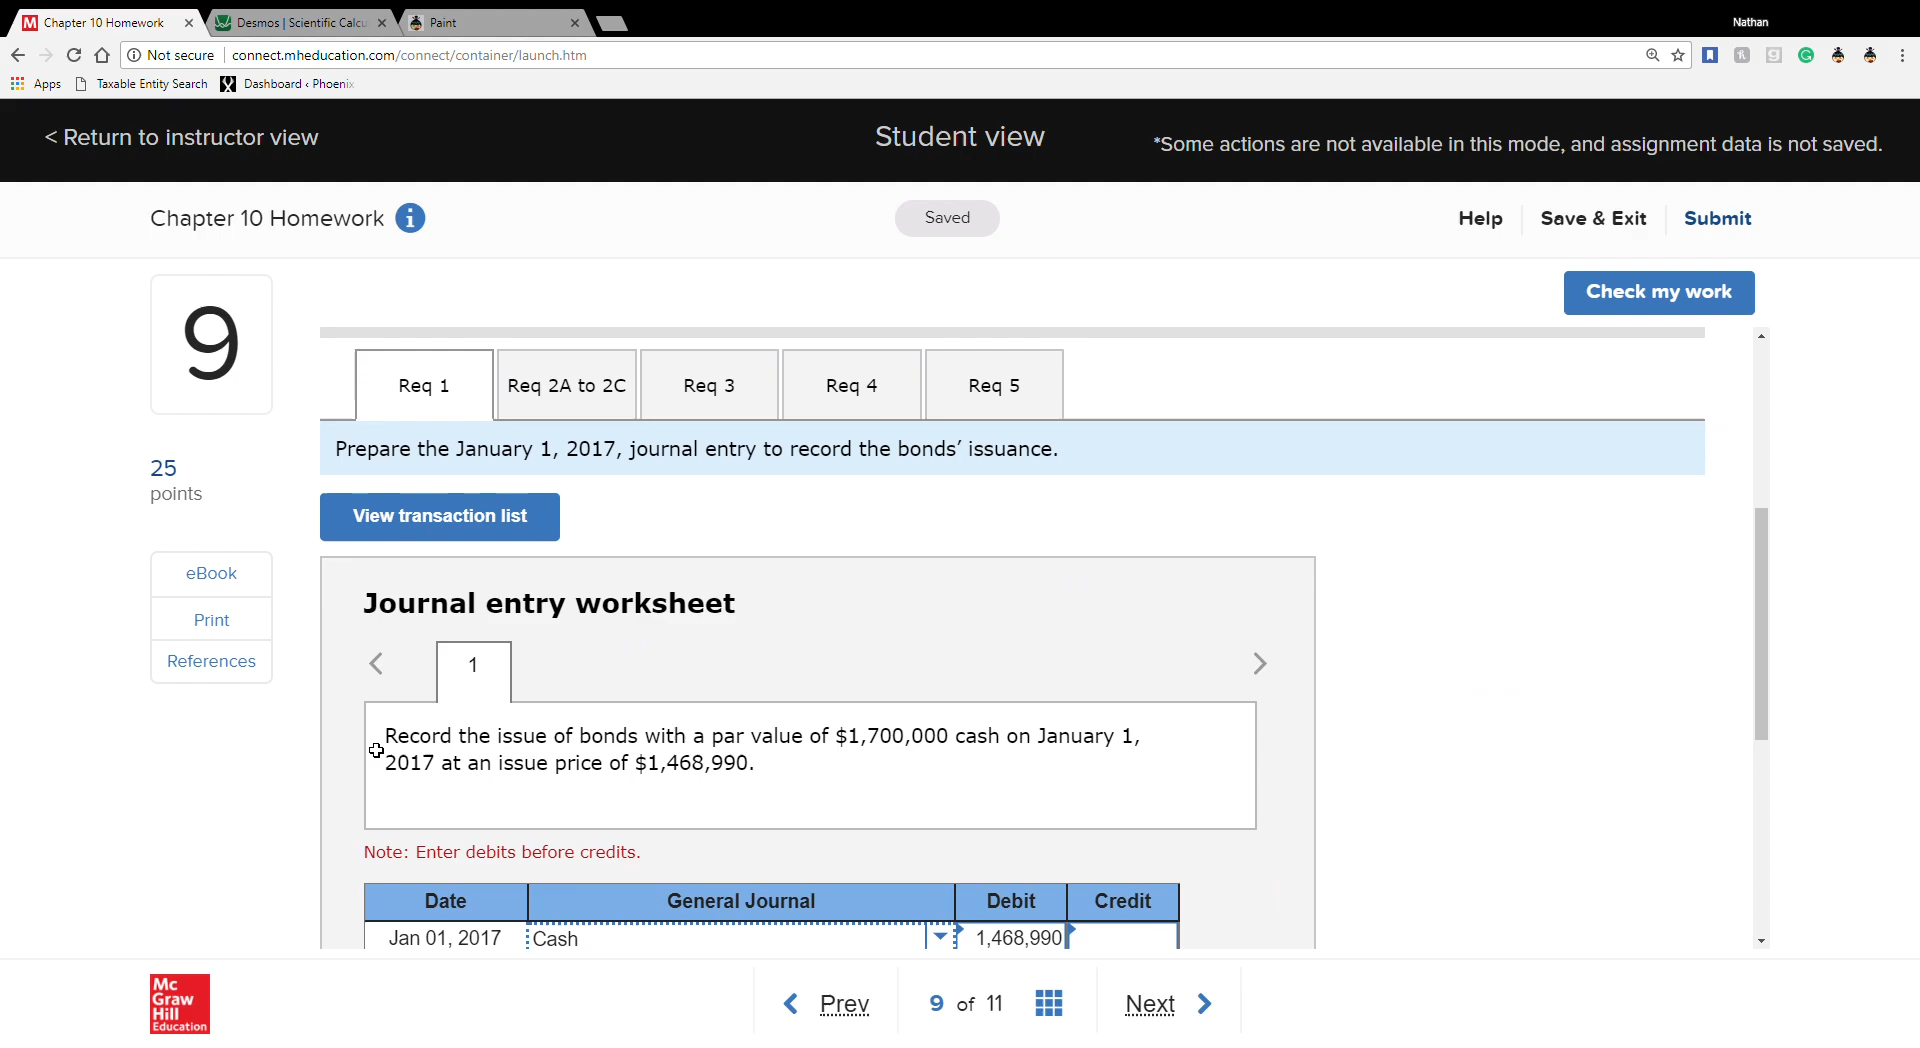 Chapter 10 Homework
Desmos | Scientific Calcu
Paint
Nathan
Not secure
connect.mheducation.com/connect/container/launch.htm
Apps
Taxable Entity Search
Dashboard ‹ Phoenix
< Return to instructor view
Student view
*Some actions are not available in this mode, and assignment data is not saved.
Chapter 10 Homework
Saved
Help
Save & Exit
Submit
Check my work
9
25
points
eBook
Print
References
Req 1
Req 2A to 2C
Req 3
Req 4
Req 5
Prepare the January 1, 2017, journal entry to record the bonds’ issuance.
View transaction list
Journal entry worksheet
1
Record the issue of bonds with a par value of $1,700,000 cash on January 1,
2017 at an issue price of $1,468,990.
Note: Enter debits before credits.
Date General Journal Debit Credit
Jan 01, 2017 Cash 1,468,990
Mc
Graw
Hill
Education
Prev
9 of 11
Next